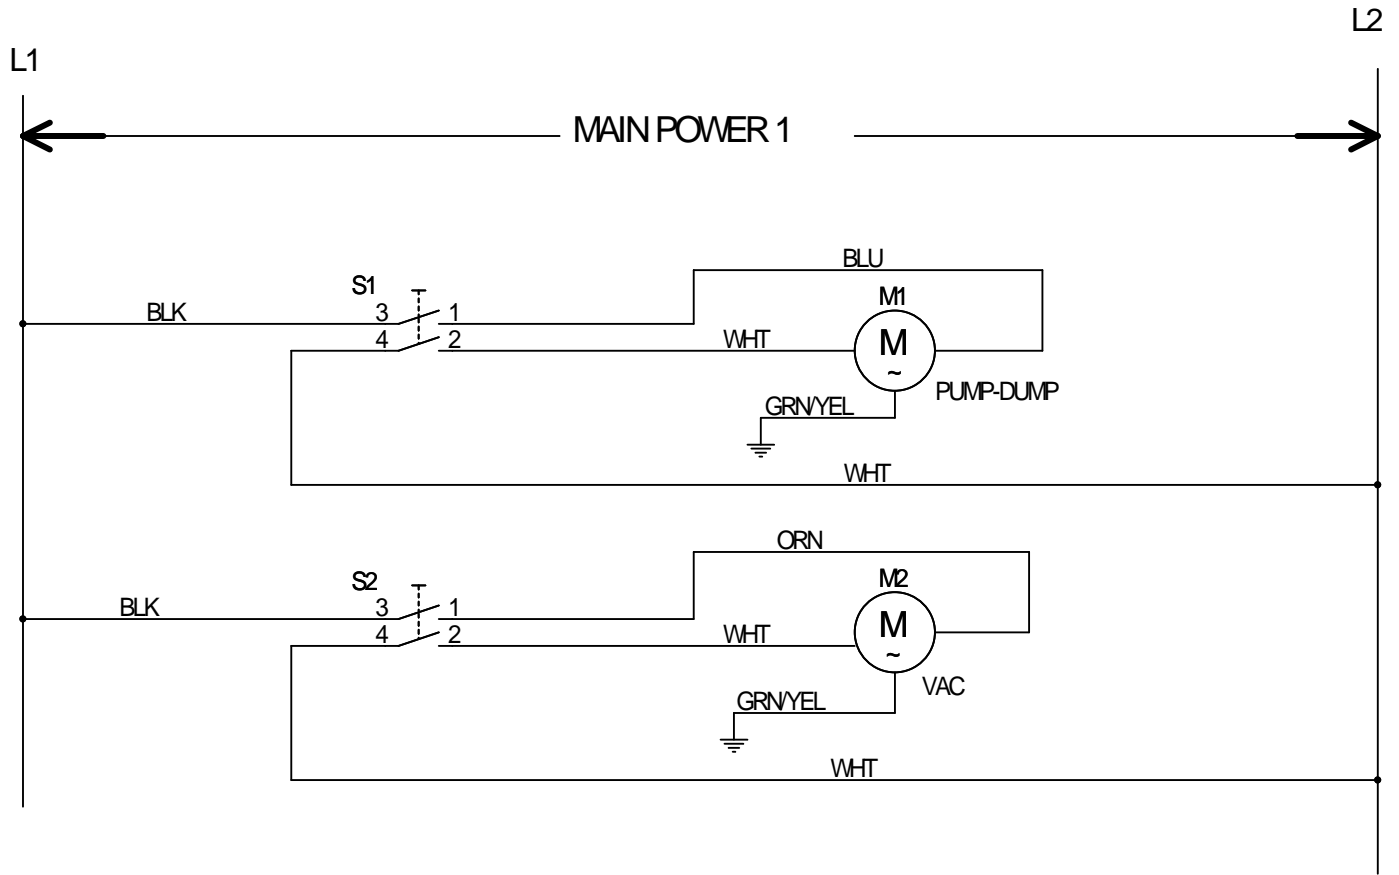 L2
L1
MAIN POWER 1
BLU
S1
M1
BLK
3
1
4
2
WHT
M
~
PUMP-DUMP
GRN/YEL
WHT
ORN
S2
M2
BLK
3
1
4
2
WHT
M
~
VAC
GRN/YEL
WHT